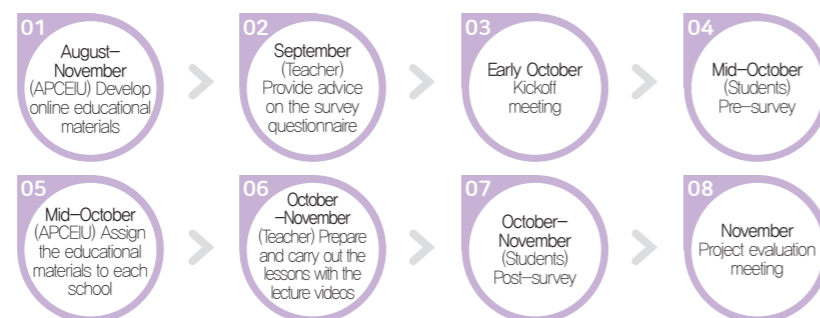 01
August–
November
(APCEIU) Develop
online educational
materials
02
September
(Teacher)
Provide advice
on the survey
questionnaire
03
Early October
Kickoff
meeting
04
Mid–October
(Students)
Pre–survey
05
Mid–October
(APCEIU) Assign
the educational
materials to each
school
06
October
–November
(Teacher) Prepare
and carry out the
lessons with the
lecture videos
07
October–
November
(Students)
Post–survey
08
November
Project evaluation
meeting